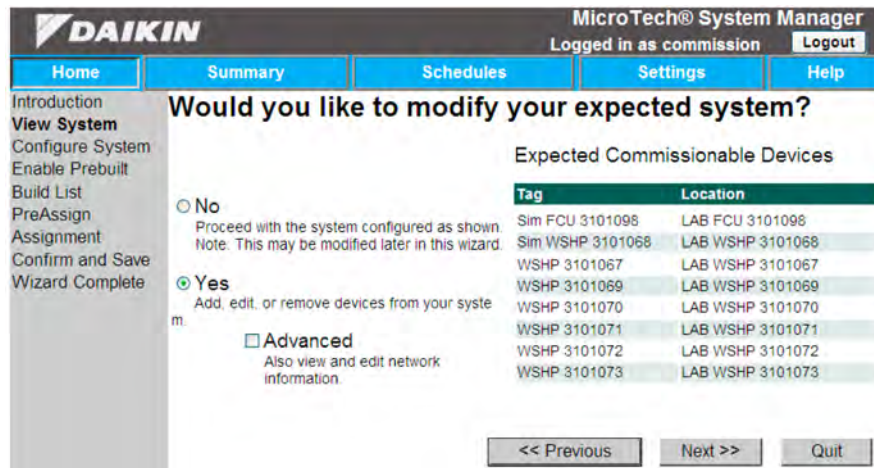 DAIKIN
MicroTech® System Manager
Logged in as commission Logout
Home Summary Schedules Settings Help
Introduction
View System
Configure System
Enable Prebuilt
Build List
PreAssign
Assignment
Confirm and Save
Wizard Complete
Would you like to modify your expected system?
No
Proceed with the system configured as shown.
Note. This may be modified later in this wizard.
Yes
Add, edit, or remove devices from your syste
m.
Advanced
Also view and edit network
information.
Expected Commissionable Devices
Tag Location
Sim FCU 3101098 LAB FCU 3101098
Sim WSHP 3101068 LAB WSHP 3101068
WSHP 3101067 LAB WSHP 3101067
WSHP 3101069 LAB WSHP 3101069
WSHP 3101070 LAB WSHP 3101070
WSHP 3101071 LAB WSHP 3101071
WSHP 3101072 LAB WSHP 3101072
WSHP 3101073 LAB WSHP 3101073
<< Previous Next >> Quit